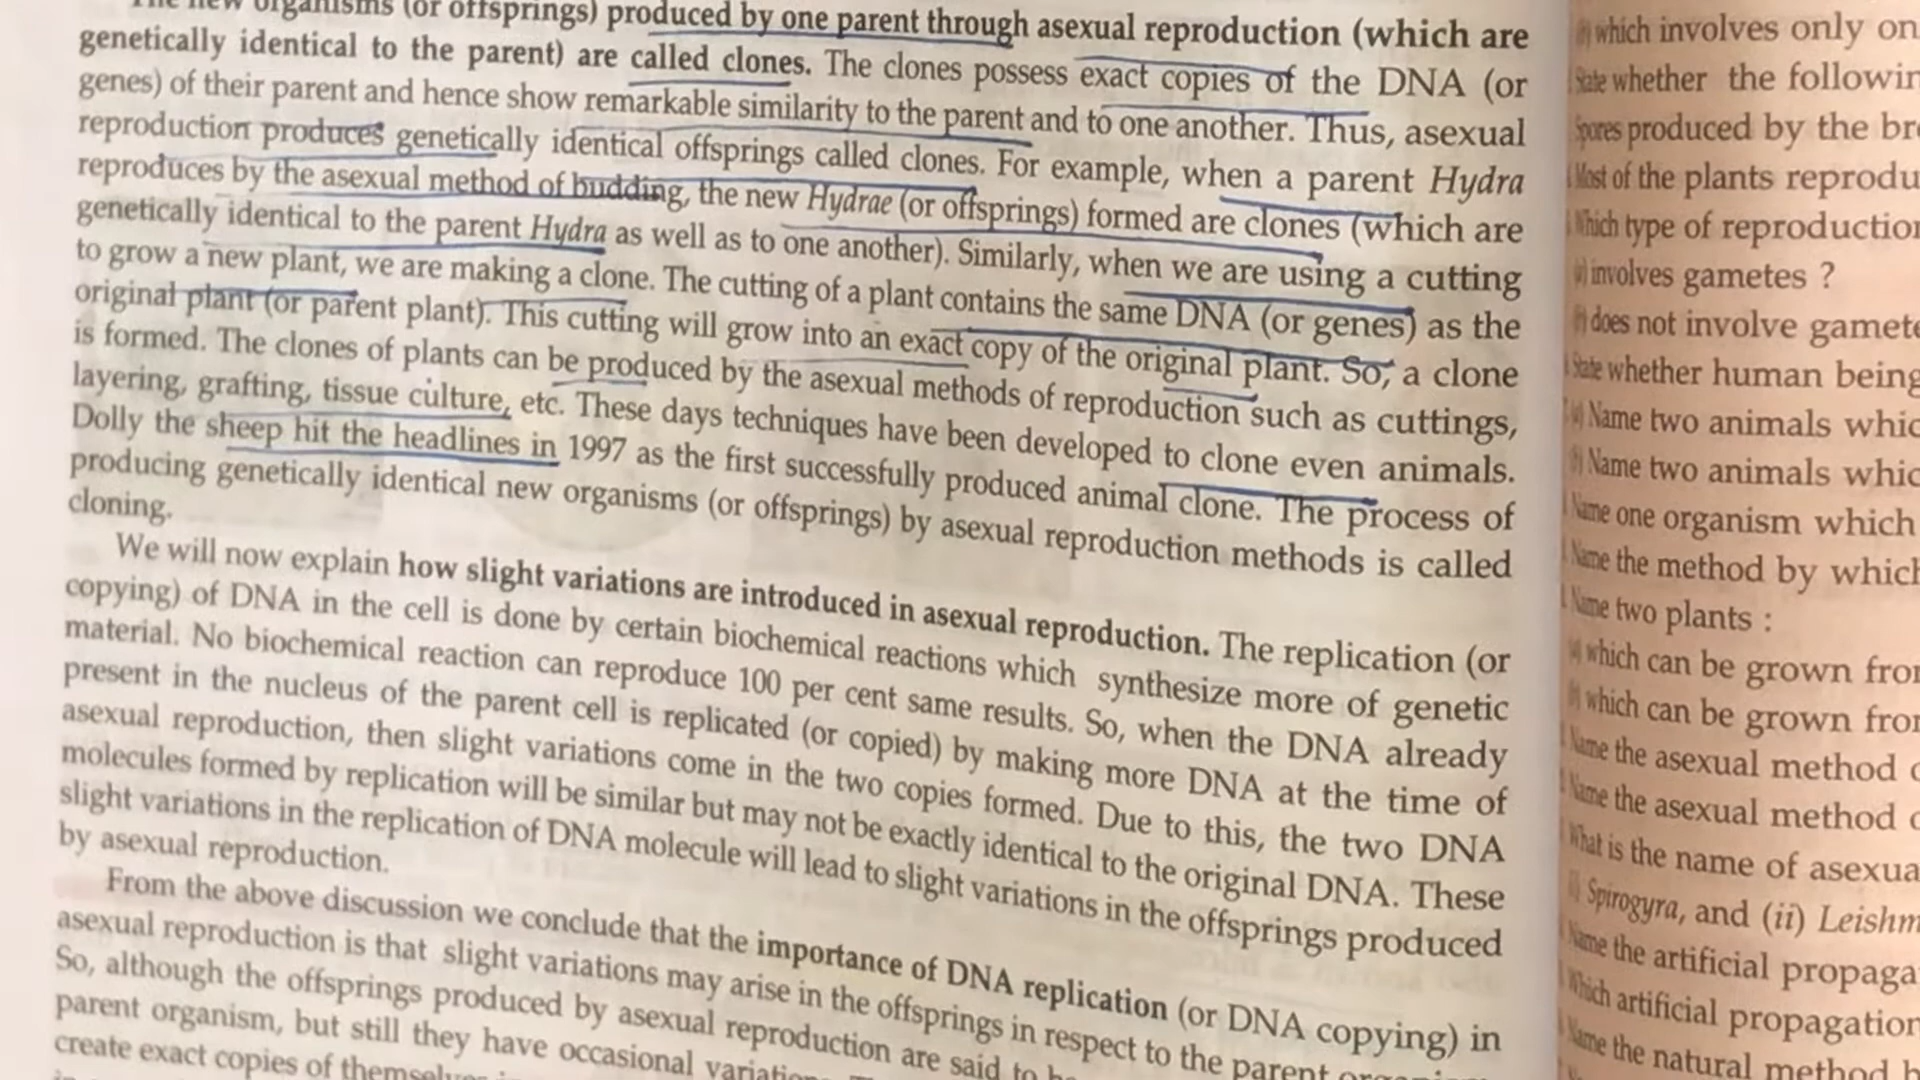 The new organisms (or offsprings) produced by one parent through asexual reproduction (which are
genetically identical to the parent) are called clones. The clones possess exact copies of the DNA (or
genes) of their parent and hence show remarkable similarity to the parent and to one another. Thus, asexual
reproduction produces genetically identical offsprings called clones. For example, when a parent Hydra
reproduces by the asexual method of budding, the new Hydrae (or offsprings) formed are clones (which are
genetically identical to the parent Hydra as well as to one another). Similarly, when we are using a cutting
to grow a new plant, we are making a clone. The cutting of a plant contains the same DNA (or genes) as the
original plant (or parent plant). This cutting will grow into an exact copy of the original plant. So, a clone
is formed. The clones of plants can be produced by the asexual methods of reproduction such as cuttings,
layering, grafting, tissue culture, etc. These days techniques have been developed to clone even animals.
Dolly the sheep hit the headlines in 1997 as the first successfully produced animal clone. The process of
producing genetically identical new organisms (or offsprings) by asexual reproduction methods is called
cloning.
We will now explain how slight variations are introduced in asexual reproduction. The replication (or
copying) of DNA in the cell is done by certain biochemical reactions which synthesize more of genetic
material. No biochemical reaction can reproduce 100 per cent same results. So, when the DNA already
present in the nucleus of the parent cell is replicated (or copied) by making more DNA at the time of
asexual reproduction, then slight variations come in the two copies formed. Due to this, the two DNA
molecules formed by replication will be similar but may not be exactly identical to the original DNA. These
slight variations in the replication of DNA molecule will lead to slight variations in the offsprings produced
by asexual reproduction.
From the above discussion we conclude that the importance of DNA replication (or DNA copying) in
asexual reproduction is that slight variations may arise in the offsprings in respect to the parent organism
So, although the offsprings produced by asexual reproduction are said to
parent organism, but still they have occasional
create exact copies of
which involves only
State whether the
Spores produced by the
Most of the plants
Which type of
involves gametes ?
does not involve
State whether human
Name two animals
Name two animals
Name one organism which
Name the method by
Name two plants :
which can be grown
which can be grown
Name the asexual method
Name the asexual method
What is the name of
Spirogyra, and (ii)
Name the artificial
Which artificial
Name the natural method